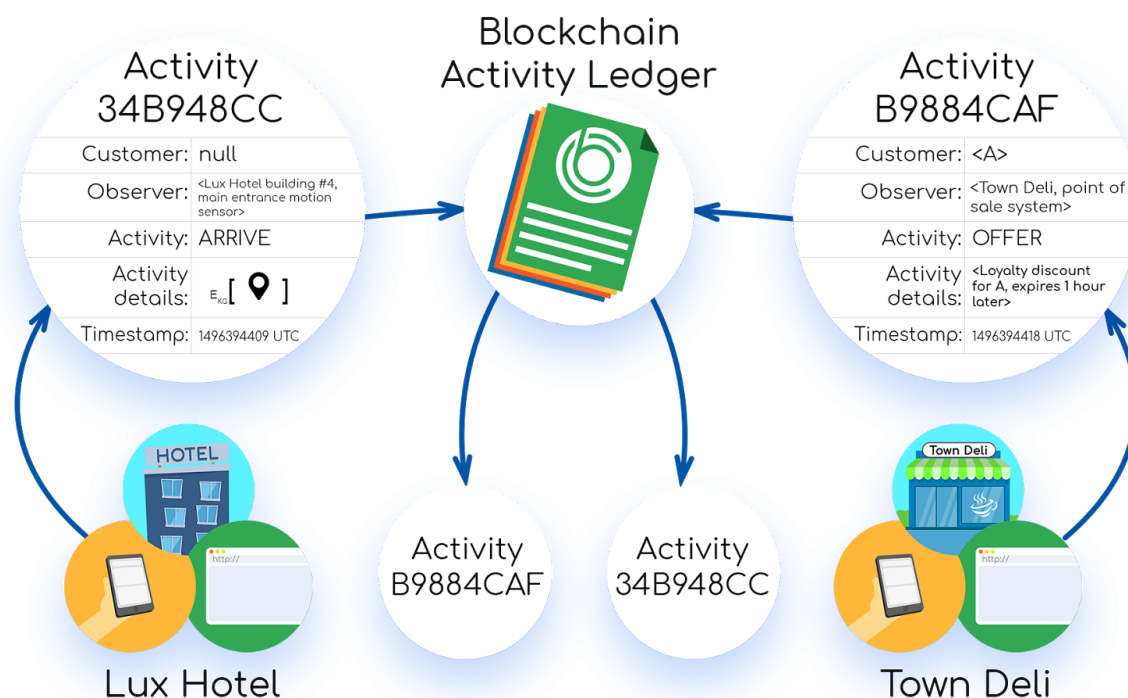 Blockchain
Activity Ledger
Activity
34B948CC
Customer: null
Observer: <Lux Hotel building #4,
main entrance motion
sensor>
Activity: ARRIVE
Activity
details: E_KG[ ]
Timestamp: 1496394409 UTC
Activity
B9884CAF
Customer: <A>
Observer: <Town Deli, point of
sale system>
Activity: OFFER
Activity
details: <Loyalty discount
for A, expires 1 hour
later>
Timestamp: 1496394418 UTC
HOTEL
http://
Lux Hotel
Activity
B9884CAF
Activity
34B948CC
Town Deli
http://
Town Deli